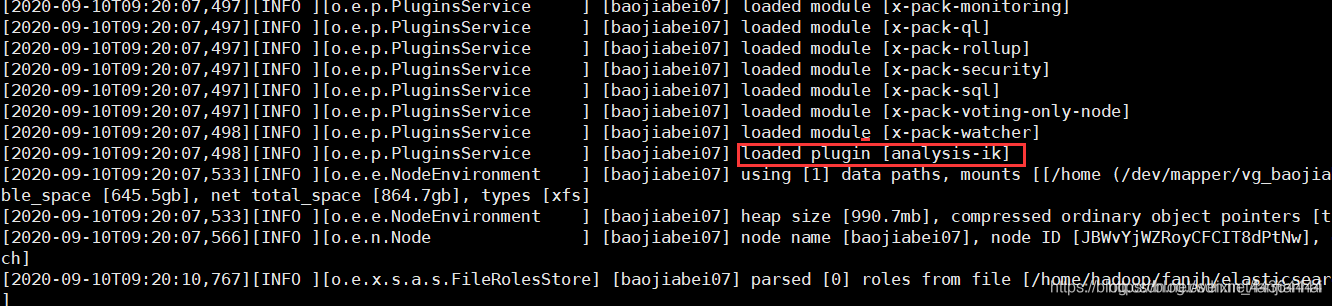 [2020-09-10T09:20:07,497][INFO ][o.e.p.PluginsService     ] [baojiabei07] loaded module [x-pack-monitoring]
[2020-09-10T09:20:07,497][INFO ][o.e.p.PluginsService     ] [baojiabei07] loaded module [x-pack-ql]
[2020-09-10T09:20:07,497][INFO ][o.e.p.PluginsService     ] [baojiabei07] loaded module [x-pack-rollup]
[2020-09-10T09:20:07,497][INFO ][o.e.p.PluginsService     ] [baojiabei07] loaded module [x-pack-security]
[2020-09-10T09:20:07,497][INFO ][o.e.p.PluginsService     ] [baojiabei07] loaded module [x-pack-sql]
[2020-09-10T09:20:07,497][INFO ][o.e.p.PluginsService     ] [baojiabei07] loaded module [x-pack-voting-only-node]
[2020-09-10T09:20:07,498][INFO ][o.e.p.PluginsService     ] [baojiabei07] loaded module [x-pack-watcher]
[2020-09-10T09:20:07,498][INFO ][o.e.p.PluginsService     ] [baojiabei07] loaded plugin [analysis-ik]
[2020-09-10T09:20:07,533][INFO ][o.e.e.NodeEnvironment    ] [baojiabei07] using [1] data paths, mounts [[/home (/dev/mapper/vg_baojia
ble_space [645.5gb], net total_space [864.7gb], types [xfs]
[2020-09-10T09:20:07,533][INFO ][o.e.e.NodeEnvironment    ] [baojiabei07] heap size [990.7mb], compressed ordinary object pointers [t
[2020-09-10T09:20:07,566][INFO ][o.e.n.Node               ] [baojiabei07] node name [baojiabei07], node ID [JBWvYjWZRoyCFCIT8dPtNw],
ch]
[2020-09-10T09:20:10,767][INFO ][o.e.x.s.a.s.FileRolesStore] [baojiabei07] parsed [0] roles from file [/home/hadoop/fanjh/elasticsear
]